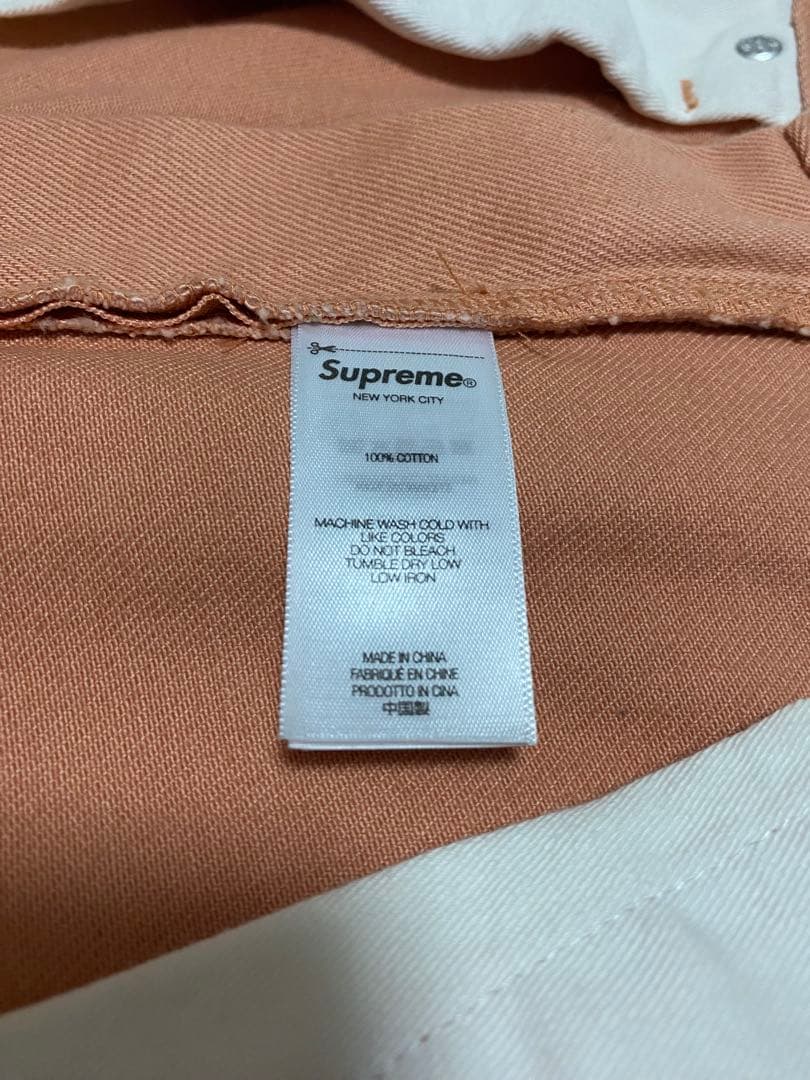 Supreme®
NEW YORK CITY
100% COTTON
MACHINE WASH COLD WITH
LIKE COLORS
DO NOT BLEACH
TUMBLE DRY LOW
LOW IRON
MADE IN CHINA
FABRIQUÉ EN CHINE
PRODOTTO IN CINA
中国製